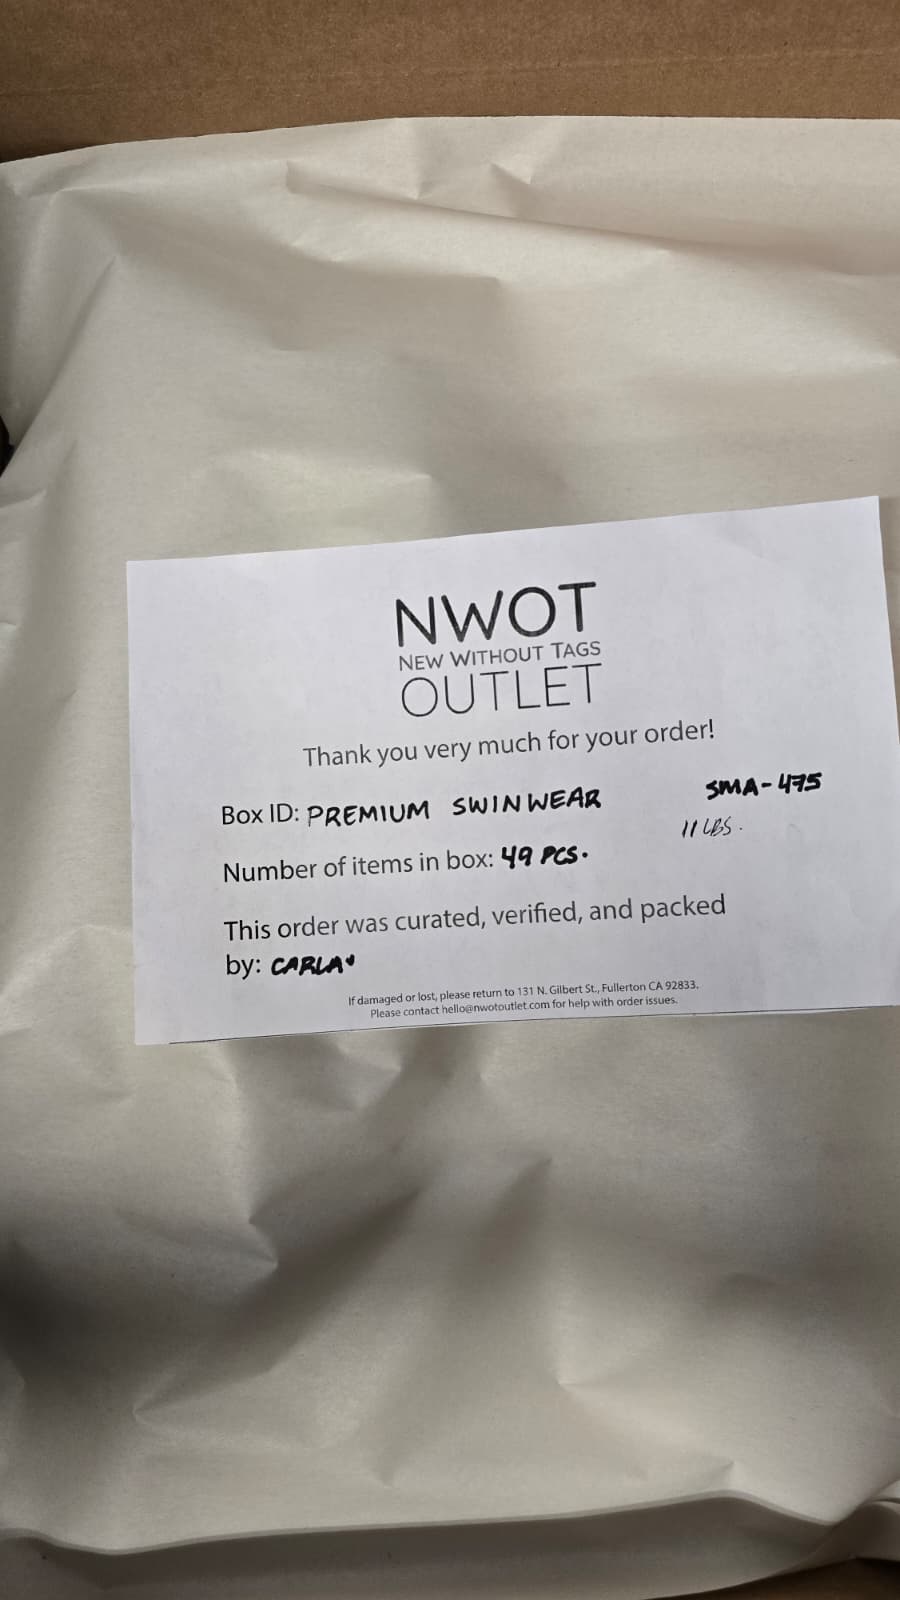 NWOT
NEW WITHOUT TAGS
OUTLET
Thank you very much for your order!
Box ID: PREMIUM SWINWEAR SMA-475
11 LBS.
Number of items in box: 49 PCS.
This order was curated, verified, and packed
by: CARLA
If damaged or lost, please return to 131 N. Gilbert St., Fullerton CA 92833.
Please contact hello@nwotoutlet.com for help with order issues.